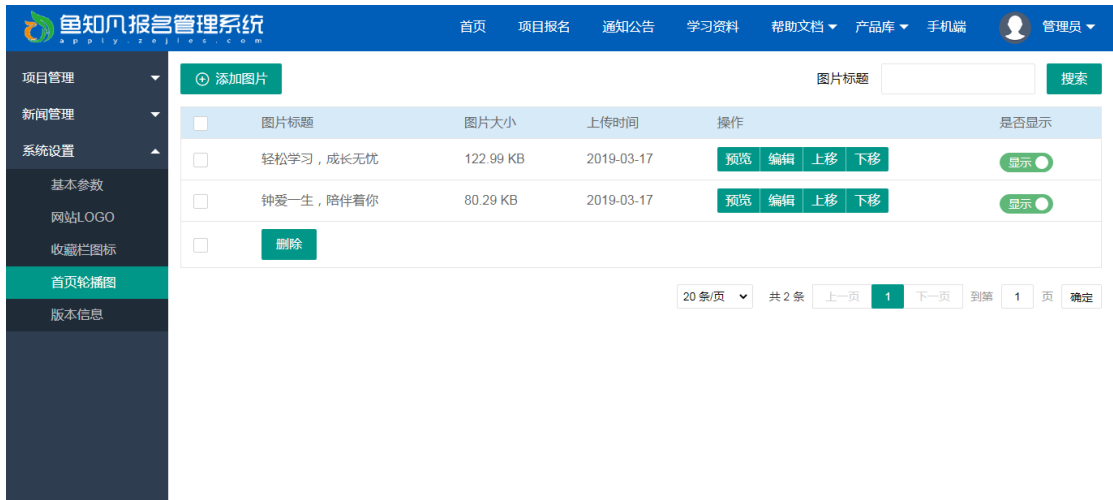 鱼知凡报名管理系统 首页 项目报名 通知公告 学习资料 帮助文档 产品库 手机端 管理员
apply.zejies.com
项目管理 添加图片 图片标题 搜索
新闻管理 图片标题 图片大小 上传时间 操作 是否显示
系统设置 轻松学习，成长无忧 122.99 KB 2019-03-17 预览 编辑 上移 下移 显示
基本参数
网站LOGO 钟爱一生，陪伴着你 80.29 KB 2019-03-17 预览 编辑 上移 下移 显示
收藏栏图标 删除
首页轮播图 20 条/页 共 2 条 上一页 1 下一页 到第 1 页 确定
版本信息